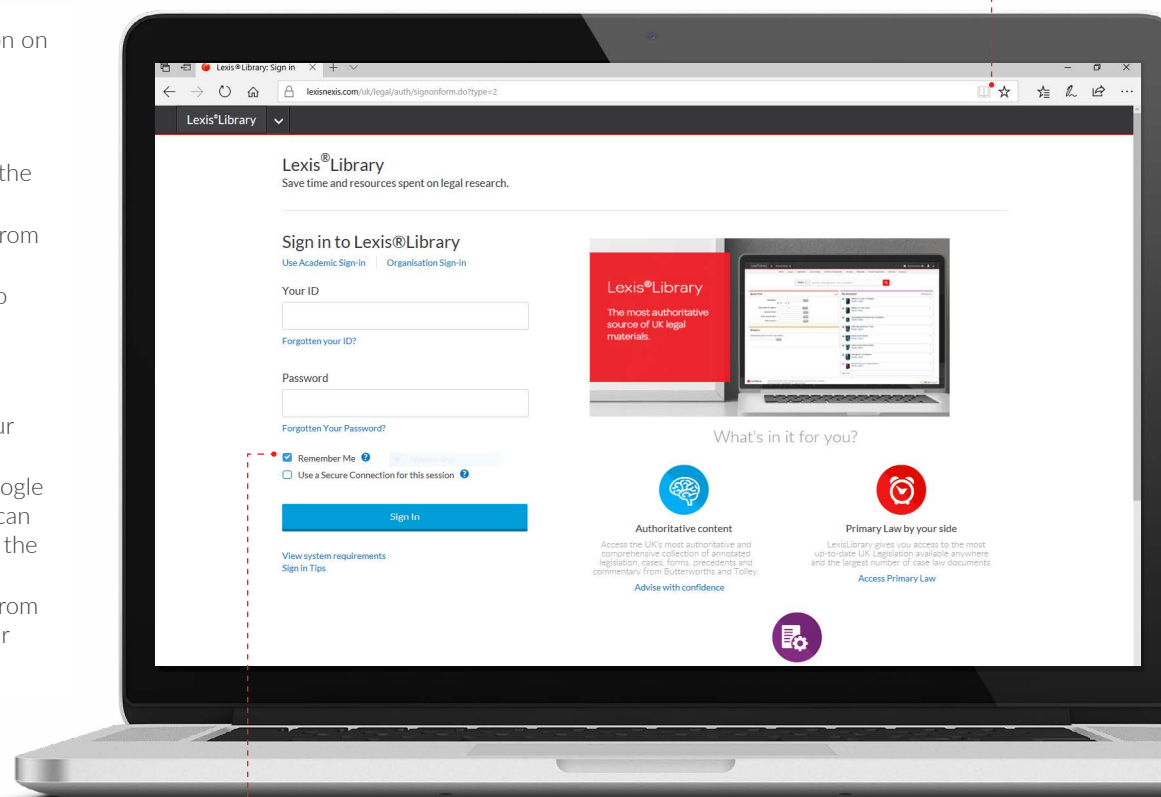 n on
the
rom
o
ur
ogle
can
the
rom
r
Lexis®Library: Sign in
lexisnexis.com/uk/legal/auth/signonform.do?type=2
Lexis®Library
Lexis®Library
Save time and resources spent on legal research.
Sign in to Lexis®Library
Use Academic Sign-in | Organisation Sign-in
Your ID
Forgotten your ID?
Password
Forgotten Your Password?
Remember Me ?
Use a Secure Connection for this session ?
Sign In
View system requirements
Sign in Tips
Lexis®Library
The most authoritative
source of UK legal
materials.
What's in it for you?
Authoritative content
Access the UK's most authoritative and
comprehensive collection of annotated
legislation, cases, forms, precedents and
commentary from Butterworths and Tolley.
Advise with confidence
Primary Law by your side
LexisLibrary gives you access to the most
up-to-date UK Legislation available anywhere
and the largest number of case law documents.
Access Primary Law